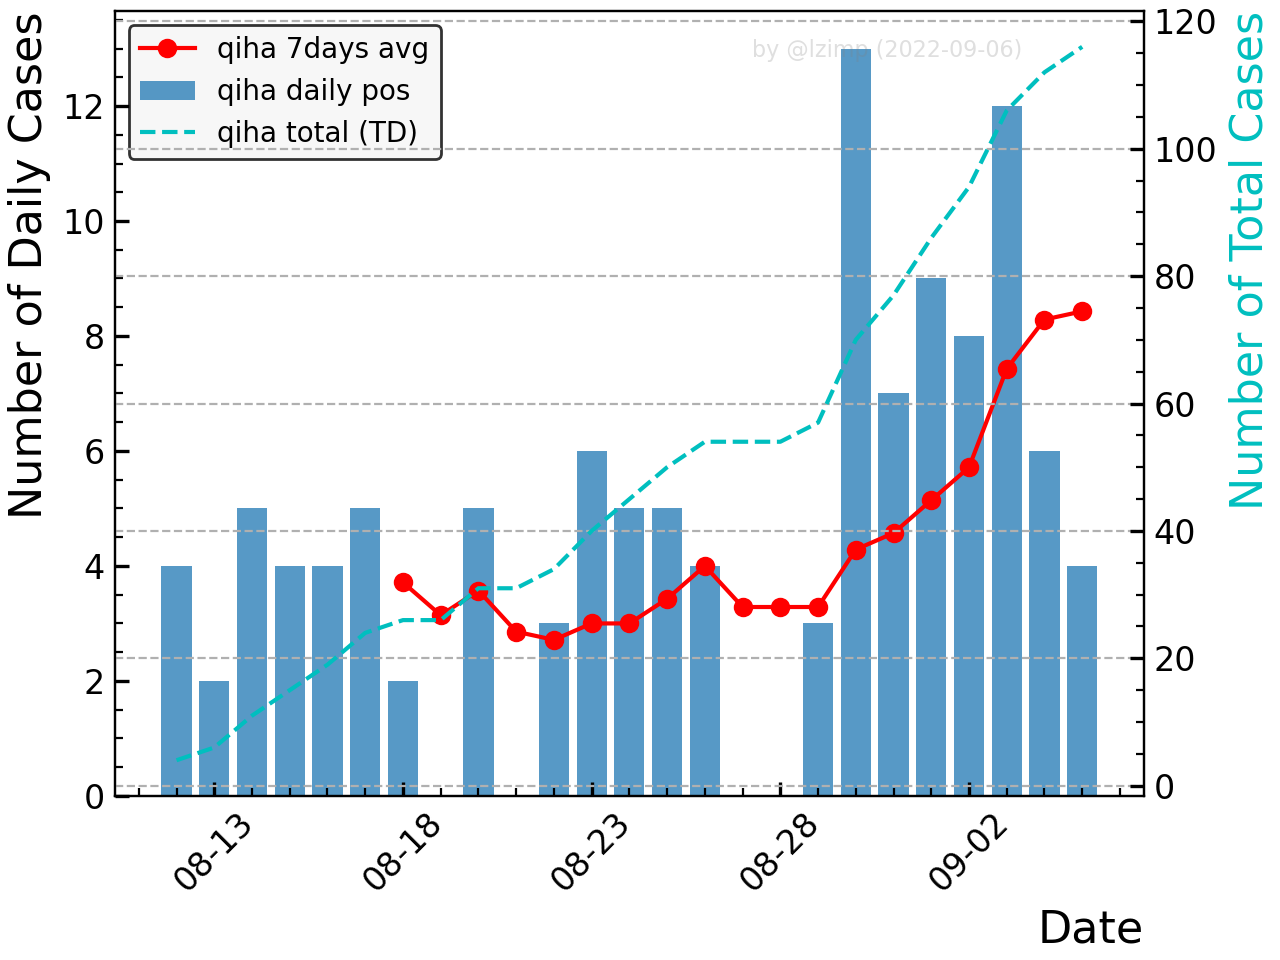 Number of Daily Cases
Number of Total Cases
qiha 7days avg
qiha daily pos
qiha total (TD)
by @lzimp (2022-09-06)
12
10
8
6
4
2
0
120
100
80
60
40
20
0
08-13
08-18
08-23
08-28
09-02
Date